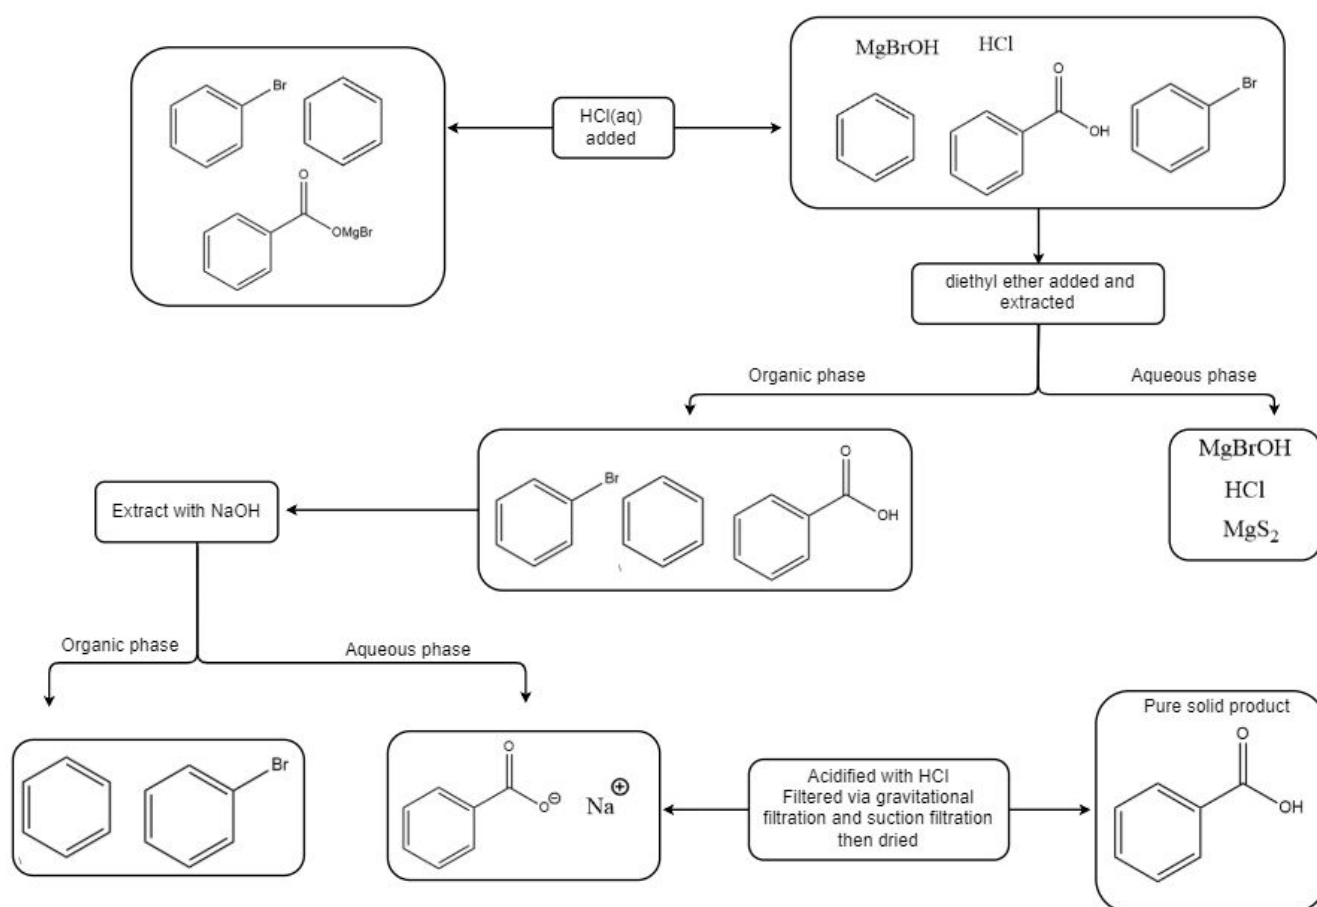 MgBrOH HCl
Br
HCl(aq)
added
O
OH
Br
O
OMgBr
diethyl ether added and
extracted
Organic phase
Aqueous phase
MgBrOH
HCl
MgS₂
Br
O
OH
Extract with NaOH
Organic phase
Aqueous phase
Br
O
O⊖
Na⊕
Acidified with HCl
Filtered via gravitational
filtration and suction filtration
then dried
Pure solid product
O
OH